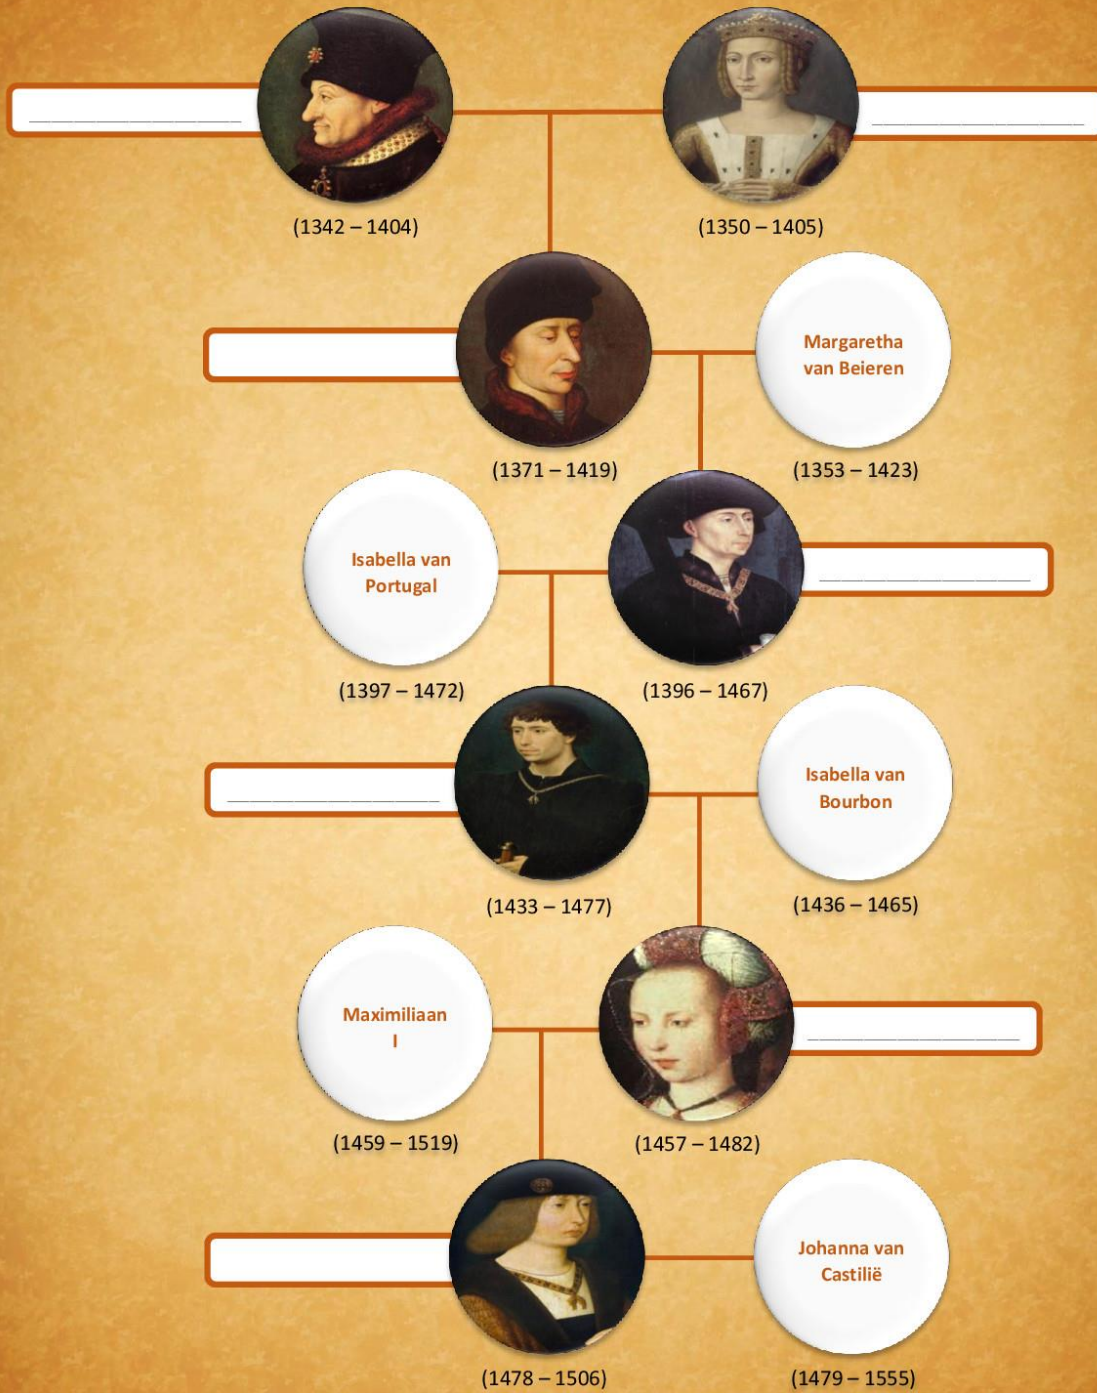 (1342 – 1404)
(1350 – 1405)
Margaretha
van Beieren
(1371 – 1419)
(1353 – 1423)
Isabella van
Portugal
(1397 – 1472)
(1396 – 1467)
Isabella van
Bourbon
(1433 – 1477)
(1436 – 1465)
Maximiliaan
I
(1459 – 1519)
(1457 – 1482)
Johanna van
Castilië
(1478 – 1506)
(1479 – 1555)